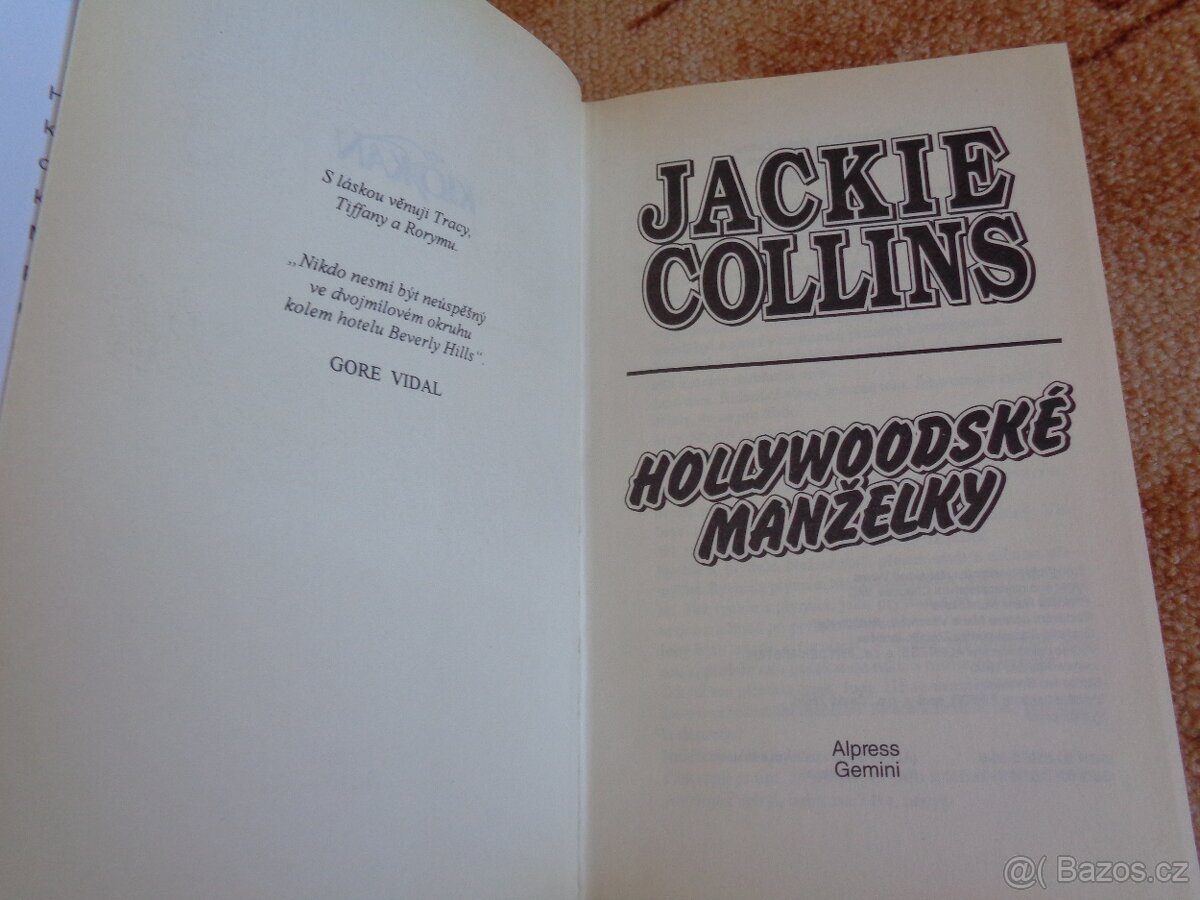 S láskou věnuji Tracy,
Tiffany a Rorymu.
„Nikdo nesmí být neúspěšný
ve dvojmilovém okruhu
kolem hotelu Beverly Hills“.
GORE VIDAL
JACKIE
COLLINS
HOLLYWOODSKÉ
MANŽELKY
Alpress
Gemini
@( Bazos.cz